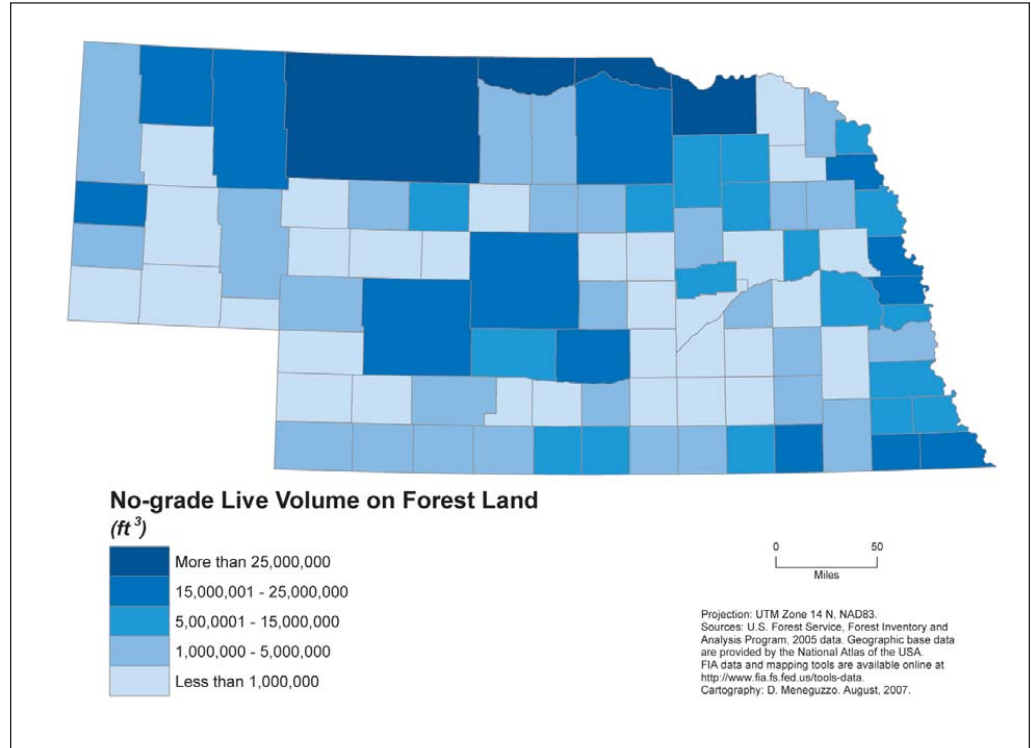 No-grade Live Volume on Forest Land
(ft³)
More than 25,000,000
15,000,001 - 25,000,000
5,00,0001 - 15,000,000
1,000,000 - 5,000,000
Less than 1,000,000
0 50
Miles
Projection: UTM Zone 14 N, NAD83.
Sources: U.S. Forest Service, Forest Inventory and
Analysis Program, 2005 data. Geographic base data
are provided by the National Atlas of the USA.
FIA data and mapping tools are available online at
http://www.fia.fs.fed.us/tools-data.
Cartography: D. Meneguzzo. August, 2007.